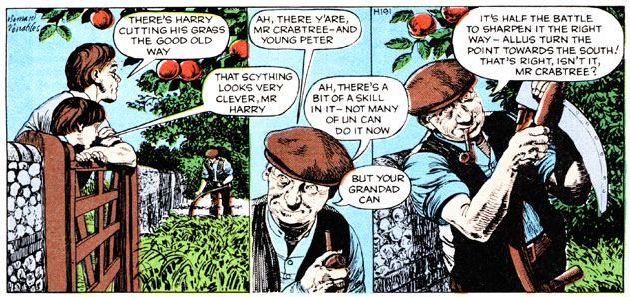 Bernard
Venables
THERE'S HARRY
CUTTING HIS GRASS
THE GOOD OLD
WAY
THAT SCYTHING
LOOKS VERY
CLEVER, MR
HARRY
AH, THERE Y'ARE,
MR CRABTREE-AND
YOUNG PETER
AH, THERE'S A
BIT OF A SKILL
IN IT- NOT MANY
OF UN CAN
DO IT NOW
BUT YOUR
GRANDAD
CAN
H191
IT'S HALF THE BATTLE
TO SHARPEN IT THE RIGHT
WAY - ALLUS TURN THE
POINT TOWARDS THE SOUTH!
THAT'S RIGHT, ISN'T IT,
MR CRABTREE?